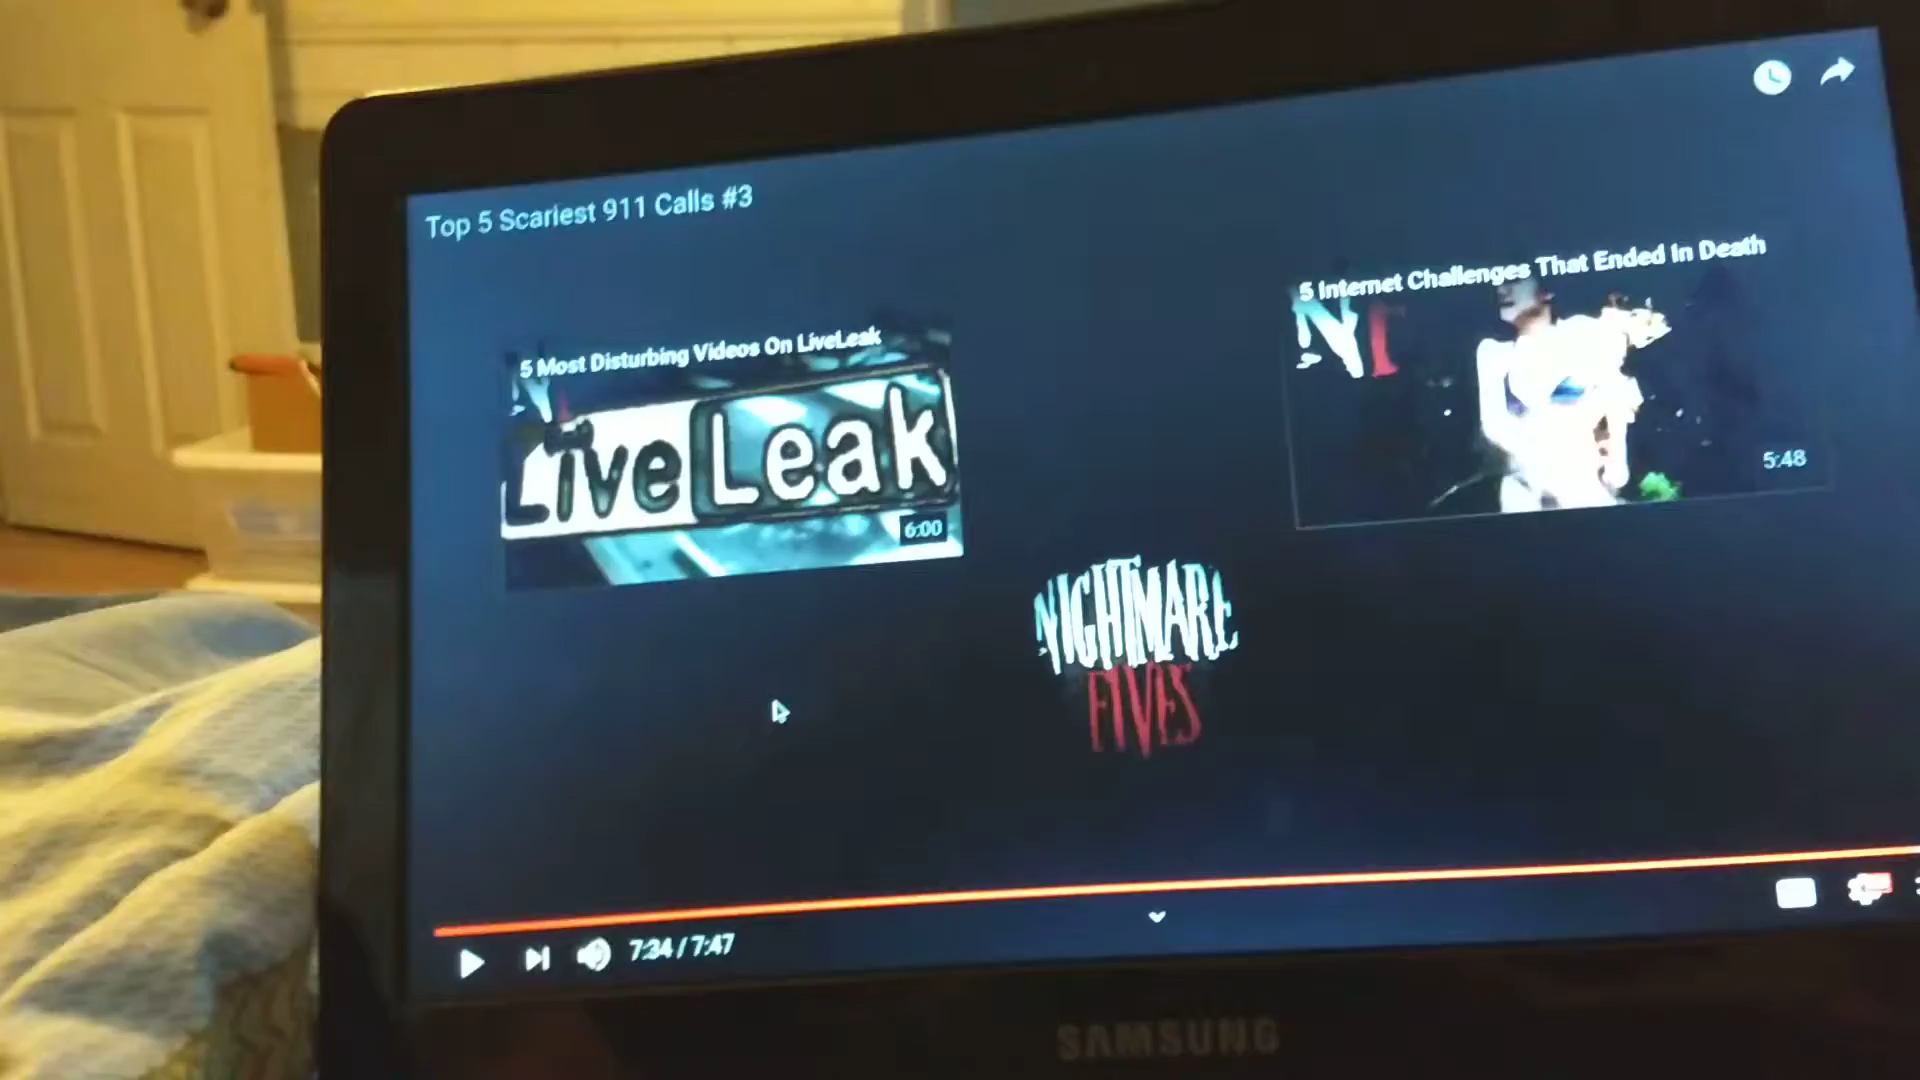 Top 5 Scariest 911 Calls #3
5 Internet Challenges That Ended In Death
5 Most Disturbing Videos On LiveLeak
LiveLeak
5:48
6:00
NIGHTMARE
FIVES
7:34 / 7:47
SAMSUNG